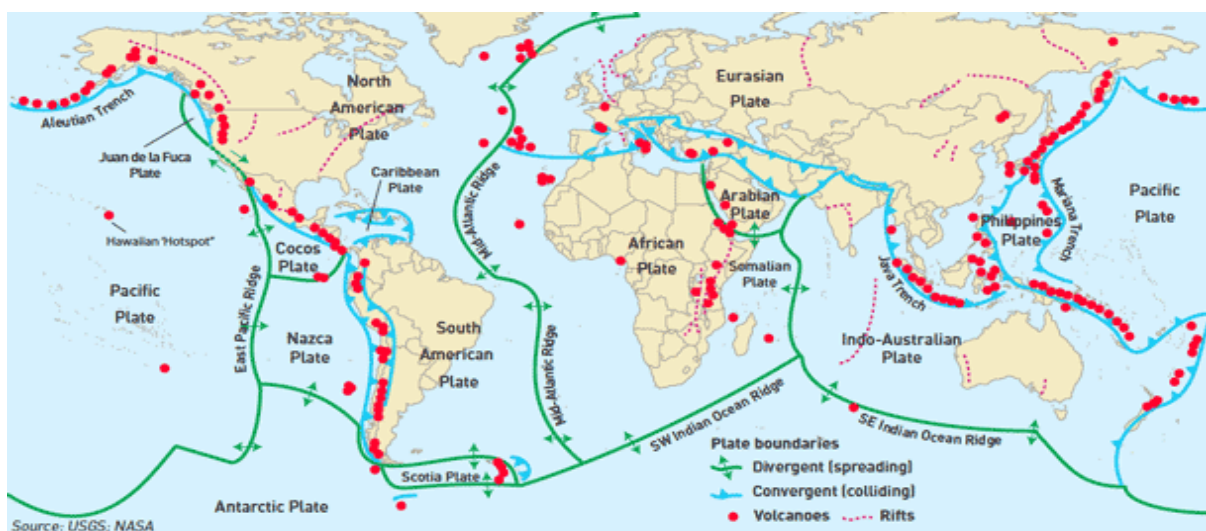 North
American
Plate
Eurasian
Plate
Aleutian Trench
Juan de la Fuca
Plate
Caribbean
Plate
Mid-Atlantic Ridge
Arabian
Plate
Philippines
Plate
Mariana
Trench
Pacific
Plate
Hawaiian "Hotspot"
Cocos
Plate
African
Plate
Somalian
Plate
Java Trench
Pacific
Plate
East Pacific Ridge
Nazca
Plate
South
American
Plate
Mid-Atlantic Ridge
Indo-Australian
Plate
SW Indian Ocean Ridge
SE Indian Ocean Ridge
Scotia Plate
Antarctic Plate
Plate boundaries
Divergent (spreading)
Convergent (colliding)
Volcanoes
Rifts
Source: USGS; NASA